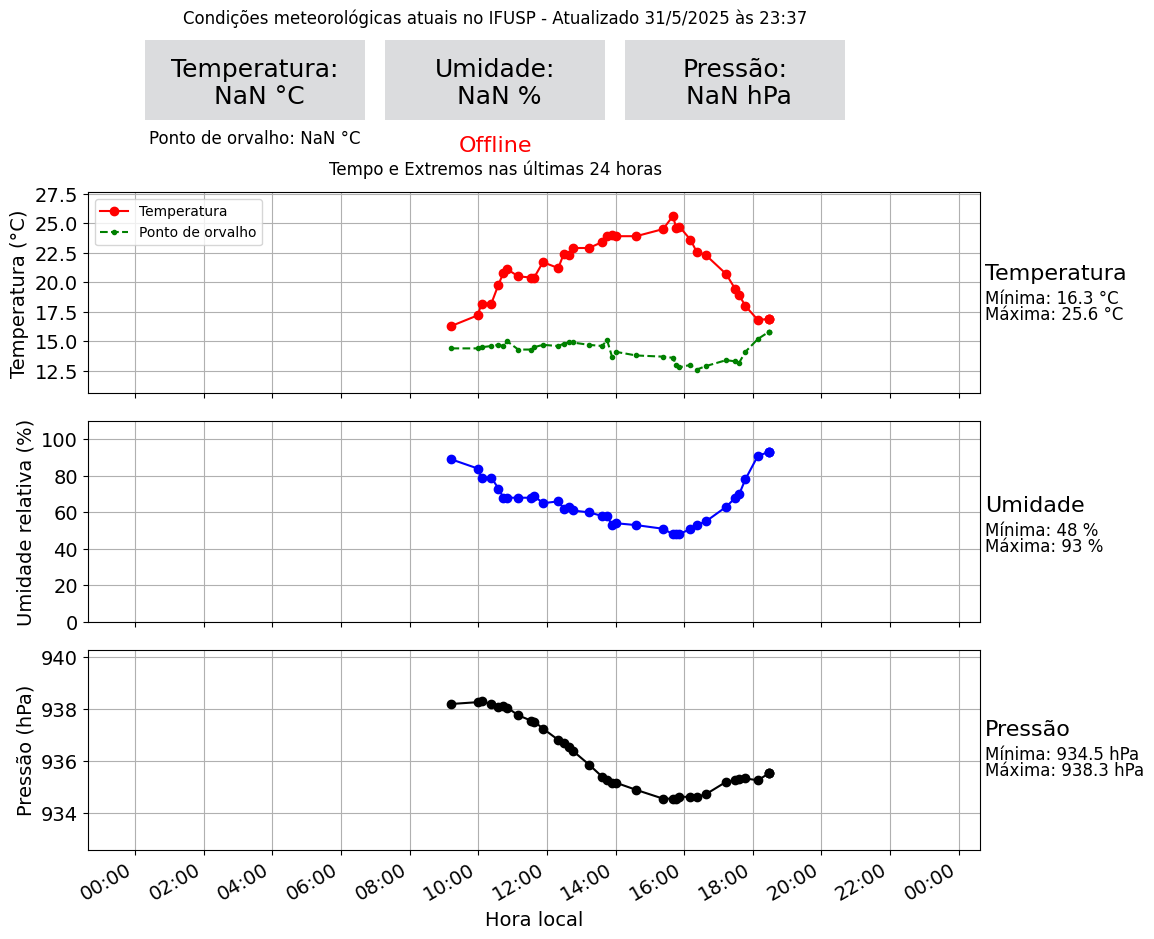 Condições meteorológicas atuais no IFUSP - Atualizado 31/5/2025 às 23:37
Temperatura:
NaN °C
Umidade:
NaN %
Pressão:
NaN hPa
Ponto de orvalho: NaN °C
Offline
Tempo e Extremos nas últimas 24 horas
Temperatura (°C)
27.5
25.0
22.5
20.0
17.5
15.0
12.5
Temperatura
Ponto de orvalho
Temperatura
Mínima: 16.3 °C
Máxima: 25.6 °C
Umidade relativa (%)
100
80
60
40
20
0
Umidade
Mínima: 48 %
Máxima: 93 %
Pressão (hPa)
940
938
936
934
Pressão
Mínima: 934.5 hPa
Máxima: 938.3 hPa
00:00
02:00
04:00
06:00
08:00
10:00
12:00
14:00
16:00
18:00
20:00
22:00
00:00
Hora local